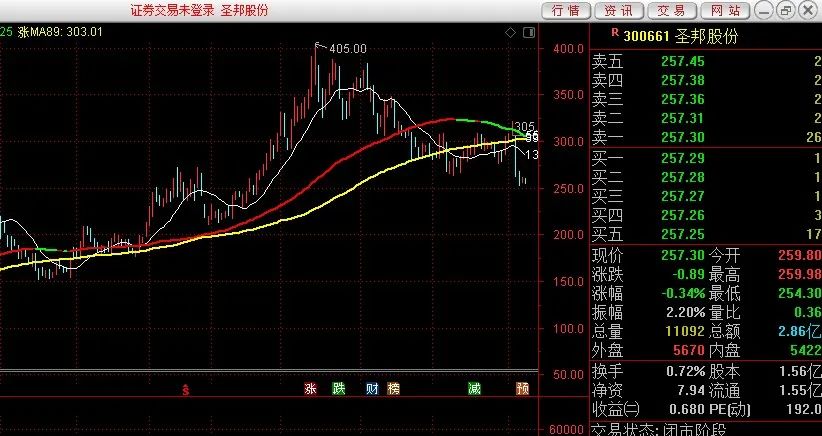 证券交易未登录 圣邦股份 行情 资讯 交易 网站
25 涨MA89: 303.01
R 300661 圣邦股份
卖五 257.45 2
卖四 257.38 2
卖三 257.36 2
卖二 257.31 2
卖一 257.30 26
买一 257.29 1
买二 257.28 1
买三 257.27 1
买四 257.26 3
买五 257.25 17
现价 257.30 今开 259.80
涨跌 -0.89 最高 259.98
涨幅 -0.34% 最低 254.30
振幅 2.20% 量比 0.36
总量 11092 总额 2.86亿
外盘 5670 内盘 5422
换手 0.72% 股本 1.56亿
净资 7.94 流通 1.55亿
收益㈡ 0.680 PE(动) 192.0
交易状态: 闭市阶段
405.00
305
13
400.0
350.0
300.0
250.0
200.0
150.0
100.0
50.00
60000
S 涨 跌 财 榜 减 预